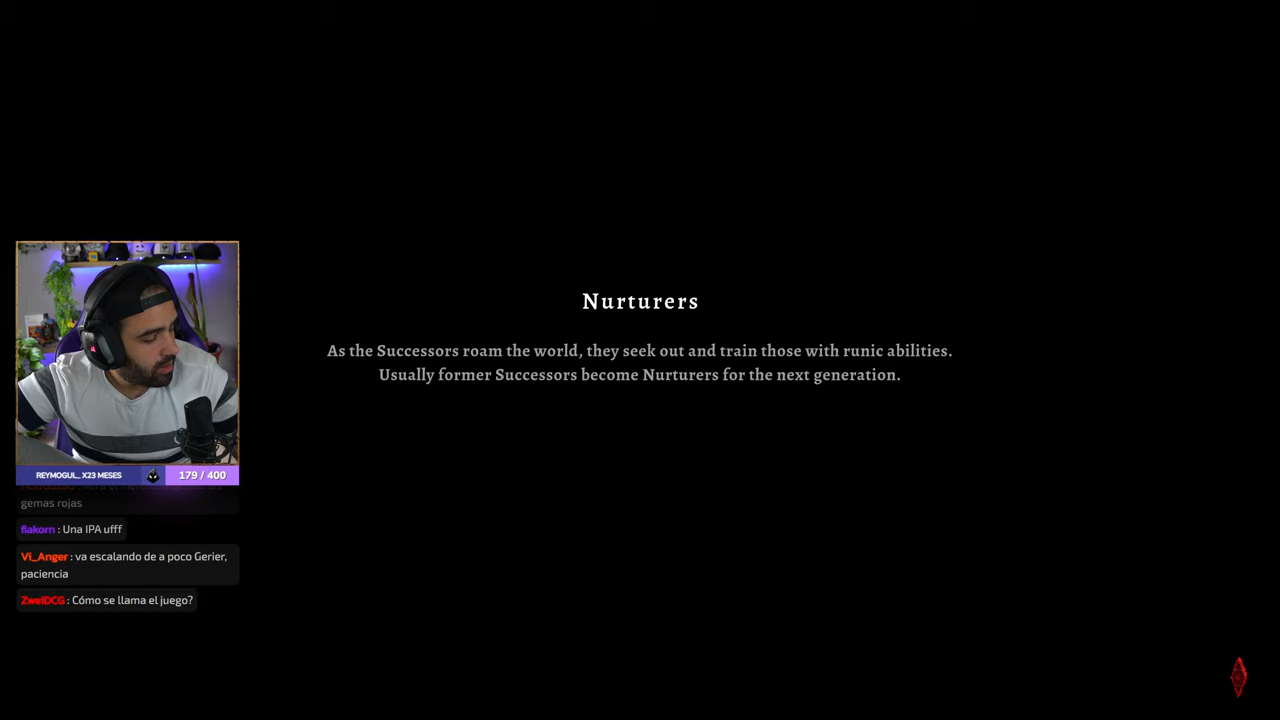 Nurturers
As the Successors roam the world, they seek out and train those with runic abilities.
Usually former Successors become Nurturers for the next generation.
REYMOGUL_ X23 MESES
179 / 400
gemas rojas
flakorn : Una IPA ufff
Vi_Anger : va escalando de a poco Gerier,
paciencia
ZwelDCG : Cómo se llama el juego?